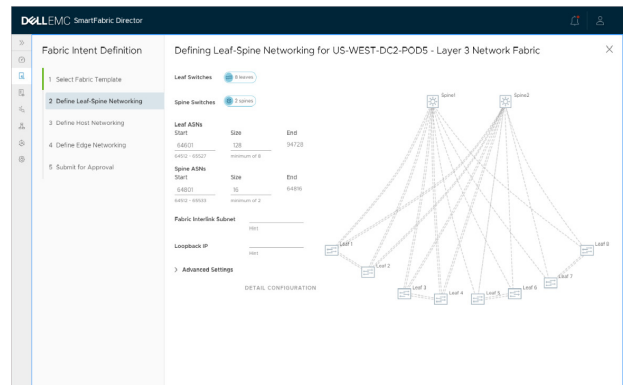 DELLEMC SmartFabric Director
Fabric Intent Definition
1 Select Fabric Template
2 Define Leaf-Spine Networking
3 Define Host Networking
4 Define Edge Networking
5 Submit for Approval
Defining Leaf-Spine Networking for US-WEST-DC2-POD5 - Layer 3 Network Fabric
Leaf Switches 8 leaves
Spine Switches 2 spines
Leaf ASNs
Start Size End
64601 128 94728
minimum of 8
Spine ASNs
Start Size End
64801 16 64816
minimum of 2
Fabric Interlink Subnet
Loopback IP
> Advanced Settings
DETAIL CONFIGURATION
Spine1 Spine2
Leaf 1
Leaf 2
Leaf 3
Leaf 4
Leaf 5
Leaf 6
Leaf 7
Leaf 8